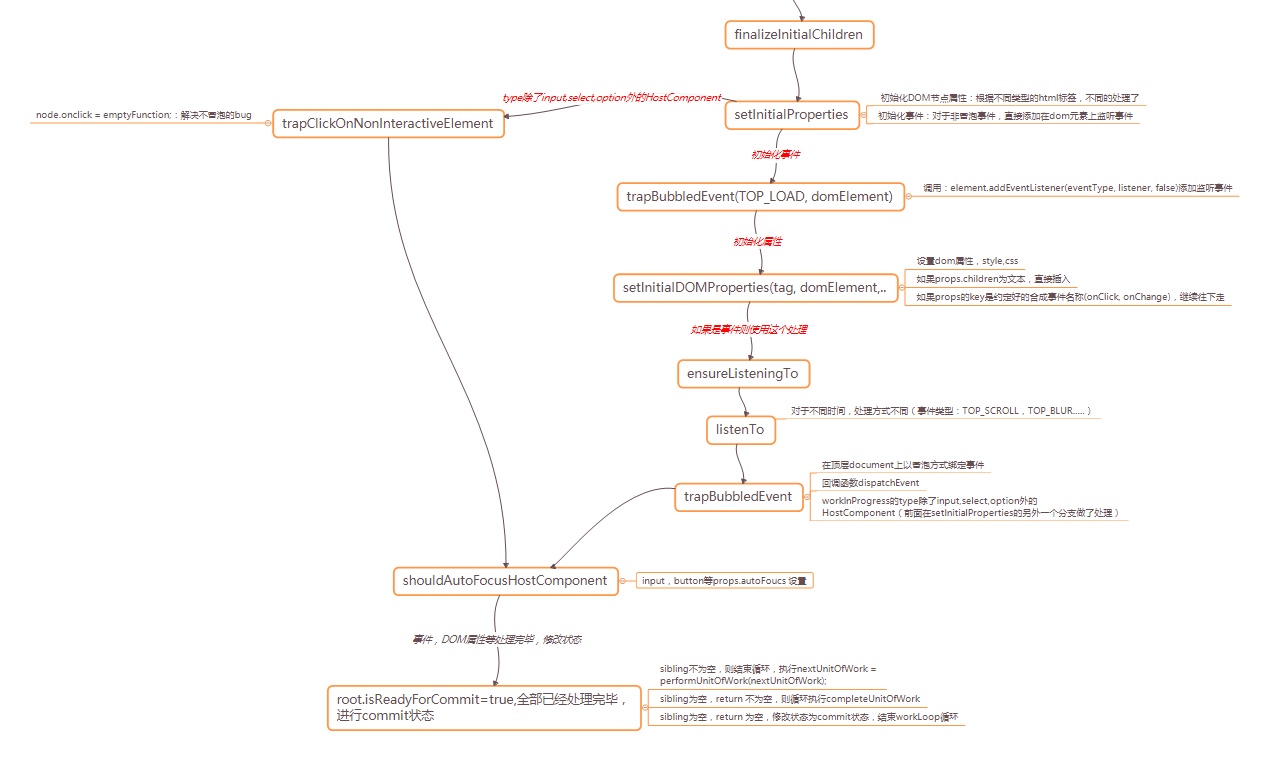 finalizeInitialChildren
type除了input,select,option外的HostComponent
初始化DOM节点属性：根据不同类型的html标签，不同的处理了
node.onclick = emptyFunction;：解决不冒泡的bug
trapClickOnNonInteractiveElement
setInitialProperties
初始化事件：对于非冒泡事件，直接添加在dom元素上监听事件
初始化事件
trapBubbledEvent(TOP_LOAD, domElement)
调用：element.addEventListener(eventType, listener, false)添加监听事件
初始化属性
设置dom属性，style,css
setInitialDOMProperties(tag, domElement,..
如果props.children为文本，直接插入
如果props的key是约定好的合成事件名称(onClick, onChange)，继续往下走
如果是事件则使用这个处理
ensureListeningTo
对于不同时间，处理方式不同（事件类型：TOP_SCROLL，TOP_BLUR.....）
listenTo
在顶层document上以冒泡方式绑定事件
回调函数dispatchEvent
trapBubbledEvent
workInProgress的type除了input,select,option外的
HostComponent（前面在setInitialProperties的另外一个分支做了处理）
shouldAutoFocusHostComponent
input，button等props.autoFoucs 设置
事件，DOM属性等处理完毕，修改状态
sibling不为空，则结束循环，执行nextUnitOfWork =
performUnitOfWork(nextUnitOfWork);
root.isReadyForCommit=true,全部已经处理完毕，
进行commit状态
sibling为空，return 不为空，则循环执行completeUnitOfWork
sibling为空，return 为空，修改状态为commit状态，结束workLoop循环